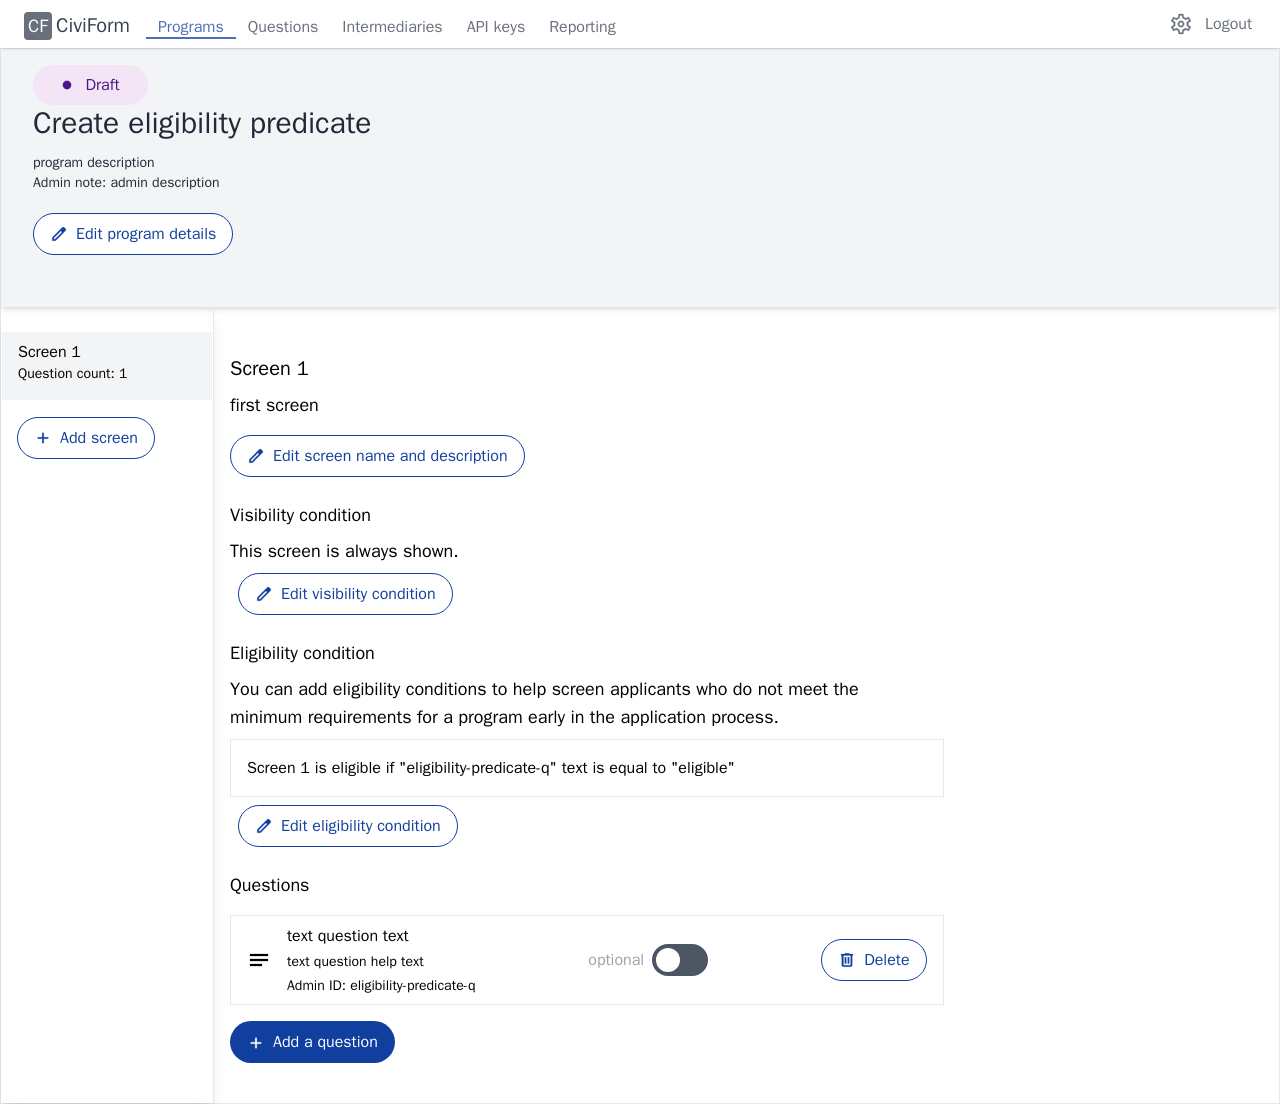 CF CiviForm Programs Questions Intermediaries API keys Reporting Logout
Draft
Create eligibility predicate
program description
Admin note: admin description
Edit program details
Screen 1
Question count: 1
Add screen
Screen 1
first screen
Edit screen name and description
Visibility condition
This screen is always shown.
Edit visibility condition
Eligibility condition
You can add eligibility conditions to help screen applicants who do not meet the
minimum requirements for a program early in the application process.
Screen 1 is eligible if "eligibility-predicate-q" text is equal to "eligible"
Edit eligibility condition
Questions
text question text
text question help text
Admin ID: eligibility-predicate-q
optional
Delete
Add a question